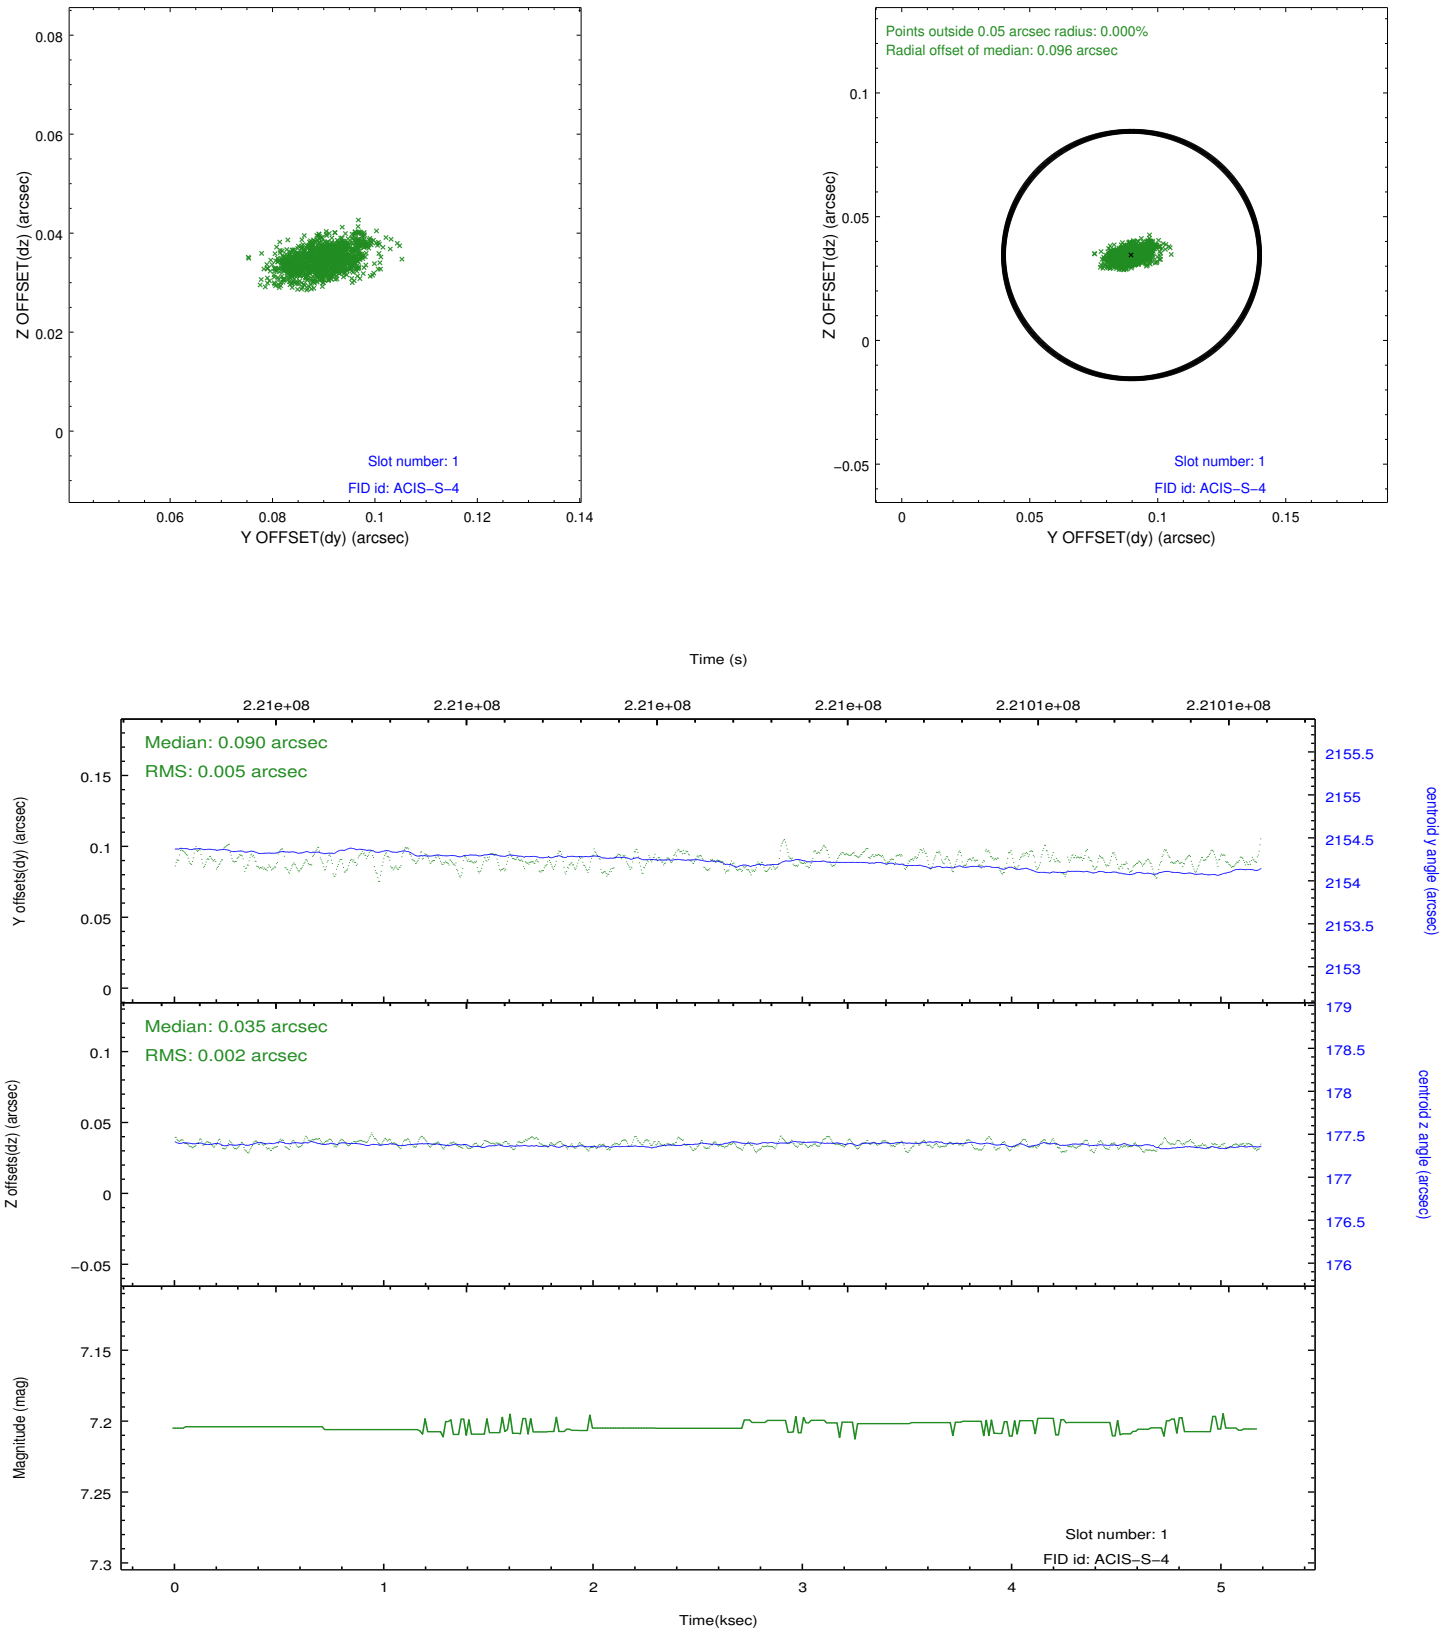 0.08
0.06
0.04
0.02
0
Z OFFSET(dz) (arcsec)
Slot number: 1
FID id: ACIS−S−4
0.06 0.08 0.1 0.12 0.14
Y OFFSET(dy) (arcsec)
Points outside 0.05 arcsec radius: 0.000%
Radial offset of median: 0.096 arcsec
0.1
0.05
0
−0.05
Z OFFSET(dz) (arcsec)
Slot number: 1
FID id: ACIS−S−4
0 0.05 0.1 0.15
Y OFFSET(dy) (arcsec)
Time (s)
2.21e+08 2.21e+08 2.21e+08 2.21e+08 2.2101e+08 2.2101e+08
Median: 0.090 arcsec
RMS: 0.005 arcsec
0.15
0.1
0.05
0
Y offsets(dy) (arcsec)
2155.5
2155
2154.5
2154
2153.5
2153
centroid y angle (arcsec)
Median: 0.035 arcsec
RMS: 0.002 arcsec
0.1
0.05
0
−0.05
Z offsets(dz) (arcsec)
179
178.5
178
177.5
177
176.5
176
centroid z angle (arcsec)
7.15
7.2
7.25
7.3
Magnitude (mag)
Slot number: 1
FID id: ACIS−S−4
0 1 2 3 4 5
Time(ksec)